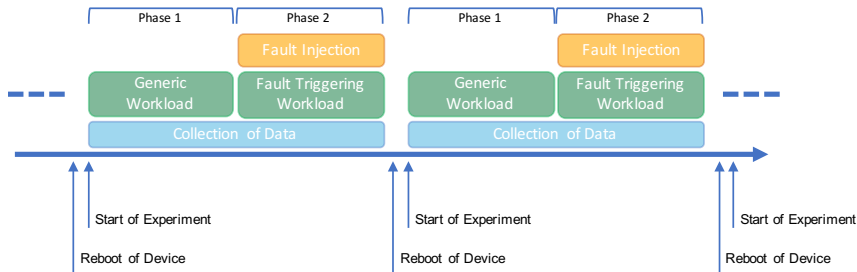 Phase 1 Phase 2 Phase 1 Phase 2
Fault Injection Fault Injection
Generic Workload Fault Triggering Workload Generic Workload Fault Triggering Workload
Collection of Data Collection of Data
Start of Experiment Start of Experiment Start of Experiment
Reboot of Device Reboot of Device Reboot of Device